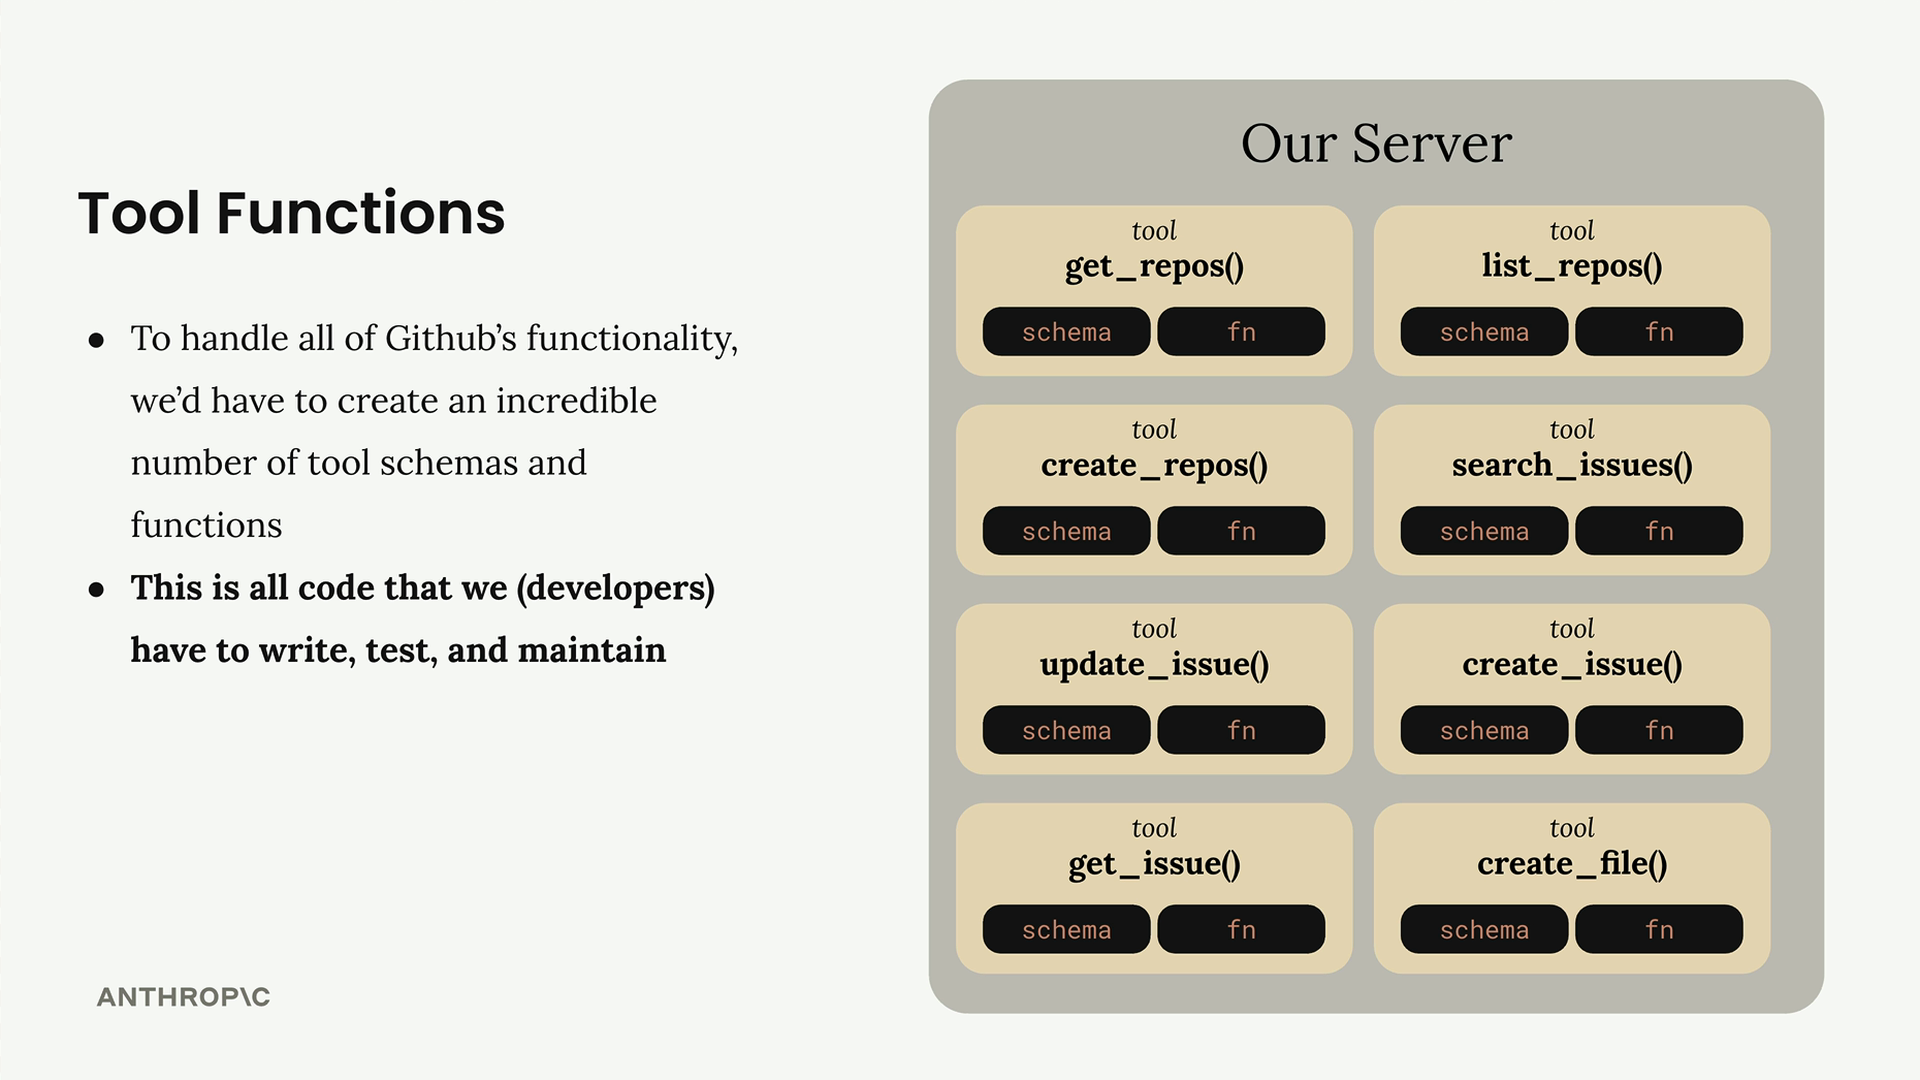 Tool Functions
● To handle all of Github’s functionality,
we’d have to create an incredible
number of tool schemas and
functions
● This is all code that we (developers)
have to write, test, and maintain
ANTHROP\C
Our Server
tool
get_repos()
schema fn
tool
list_repos()
schema fn
tool
create_repos()
schema fn
tool
search_issues()
schema fn
tool
update_issue()
schema fn
tool
create_issue()
schema fn
tool
get_issue()
schema fn
tool
create_file()
schema fn